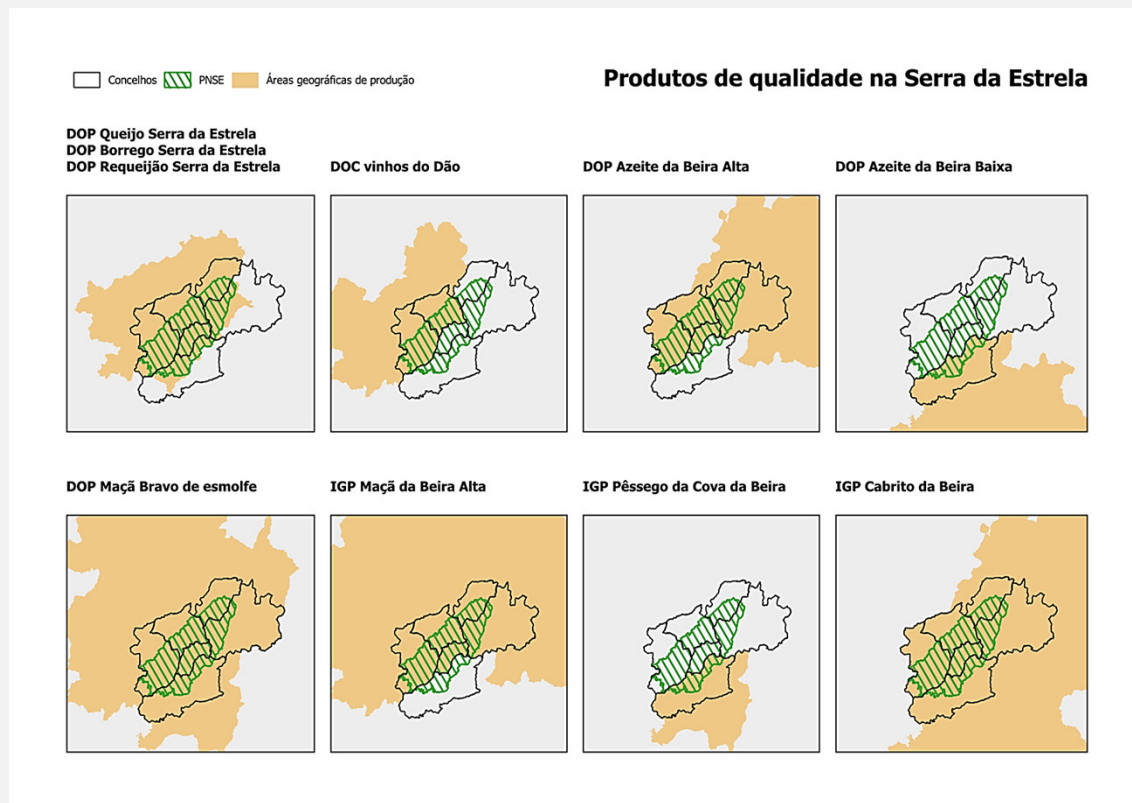 Concelhos PNSE Áreas geográficas de produção
Produtos de qualidade na Serra da Estrela
DOP Queijo Serra da Estrela
DOP Borrego Serra da Estrela
DOP Requeijão Serra da Estrela
DOC vinhos do Dão
DOP Azeite da Beira Alta
DOP Azeite da Beira Baixa
DOP Maçã Bravo de esmolfe
IGP Maçã da Beira Alta
IGP Pêssego da Cova da Beira
IGP Cabrito da Beira